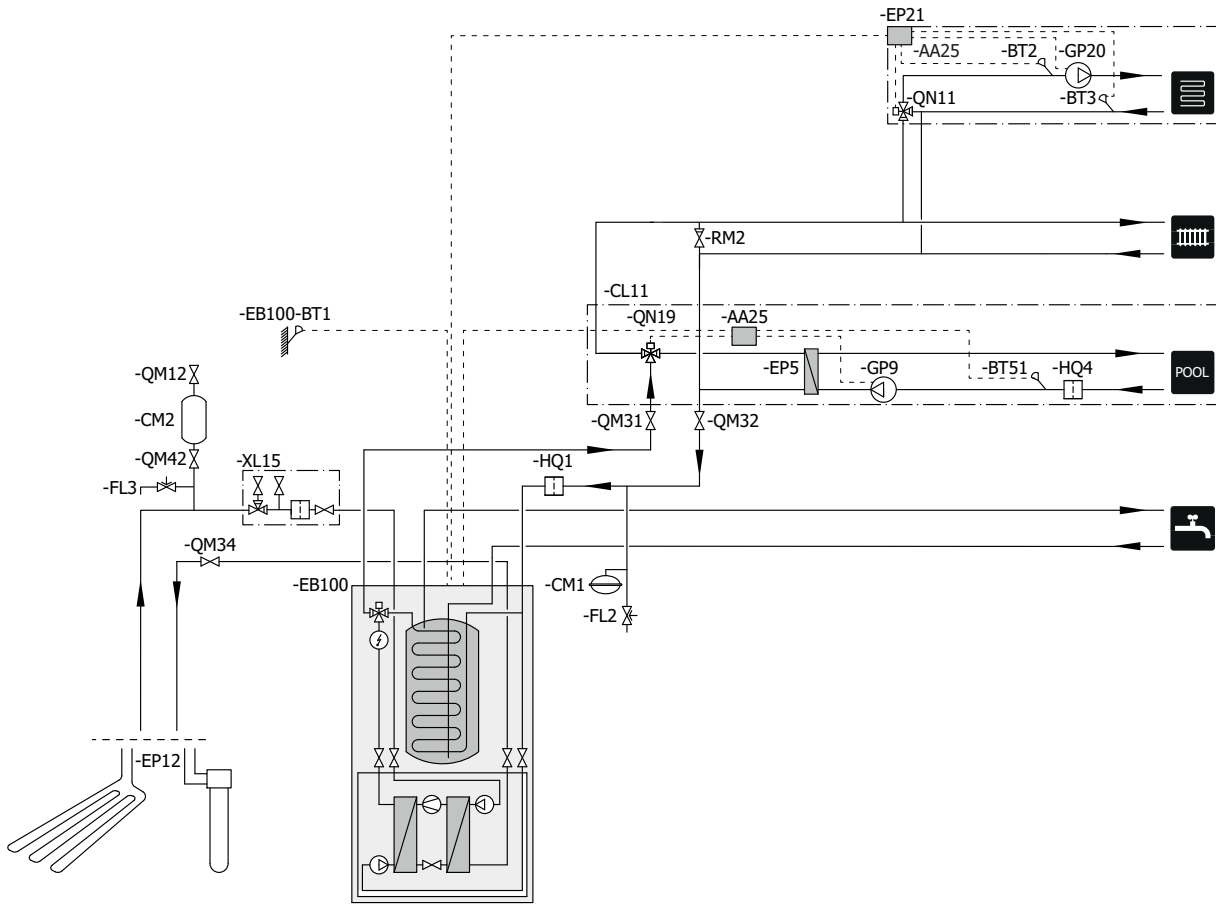 -EP21
-AA25
-BT2
-GP20
-QN11
-BT3
-RM2
-CL11
-EB100-BT1
-QN19
-AA25
-QM12
-EP5
-GP9
-BT51
-HQ4
POOL
-CM2
-QM31
-QM32
-QM42
-XL15
-HQ1
-FL3
-QM34
-EB100
-CM1
-FL2
-EP12